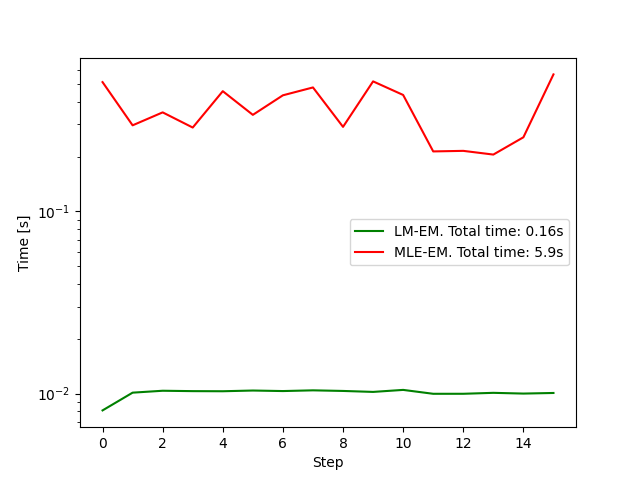 Time [s]
10⁻¹
10⁻²
LM-EM. Total time: 0.16s
MLE-EM. Total time: 5.9s
0 2 4 6 8 10 12 14
Step